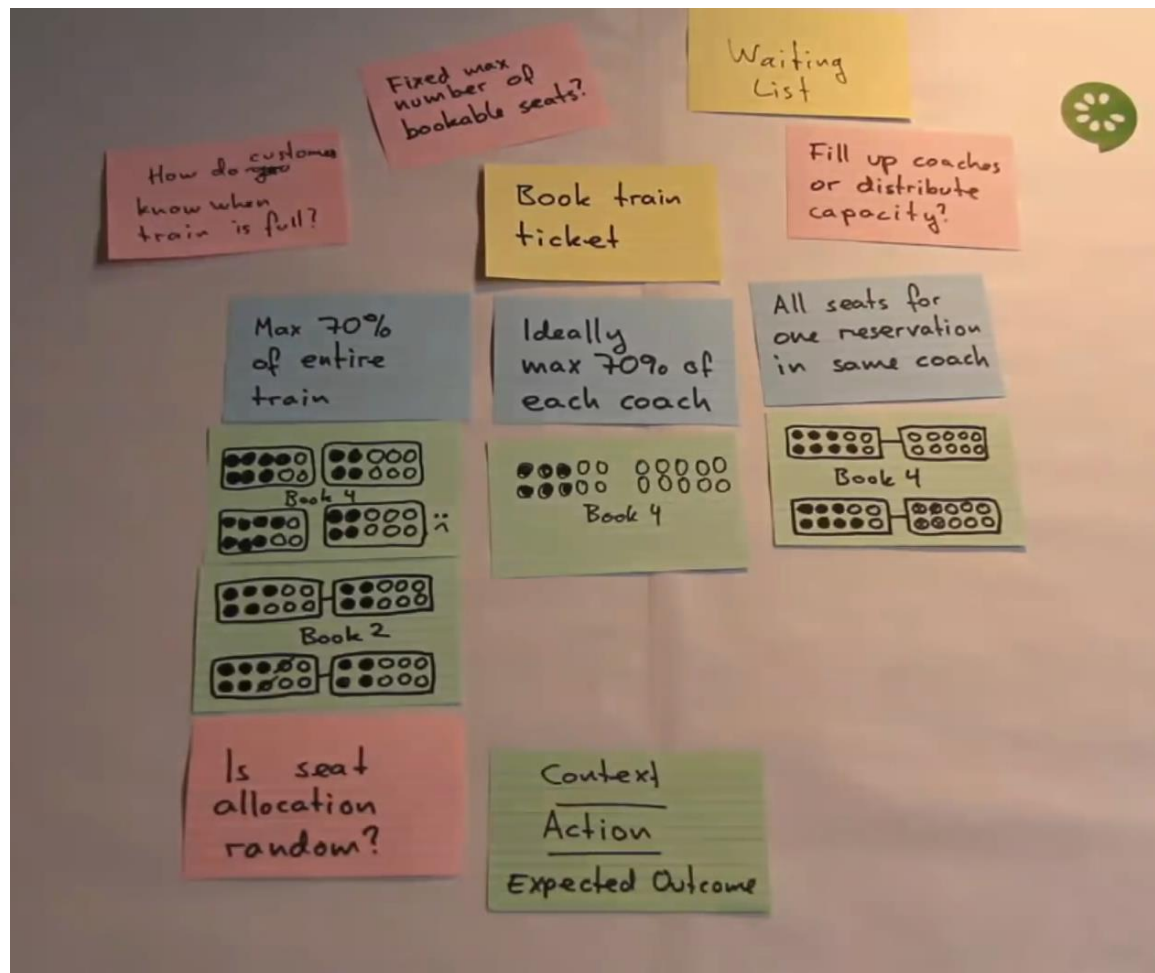 Fixed max
number of
bookable seats?
Waiting
List
How do customer
know when
train is full?
Book train
ticket
Fill up coaches
or distribute
capacity?
Max 70%
of entire
train
Ideally
max 70% of
each coach
All seats for
one reservation
in same coach
Book 4
Book 4
Book 4
Book 2
Is seat
allocation
random?
Context
Action
Expected Outcome